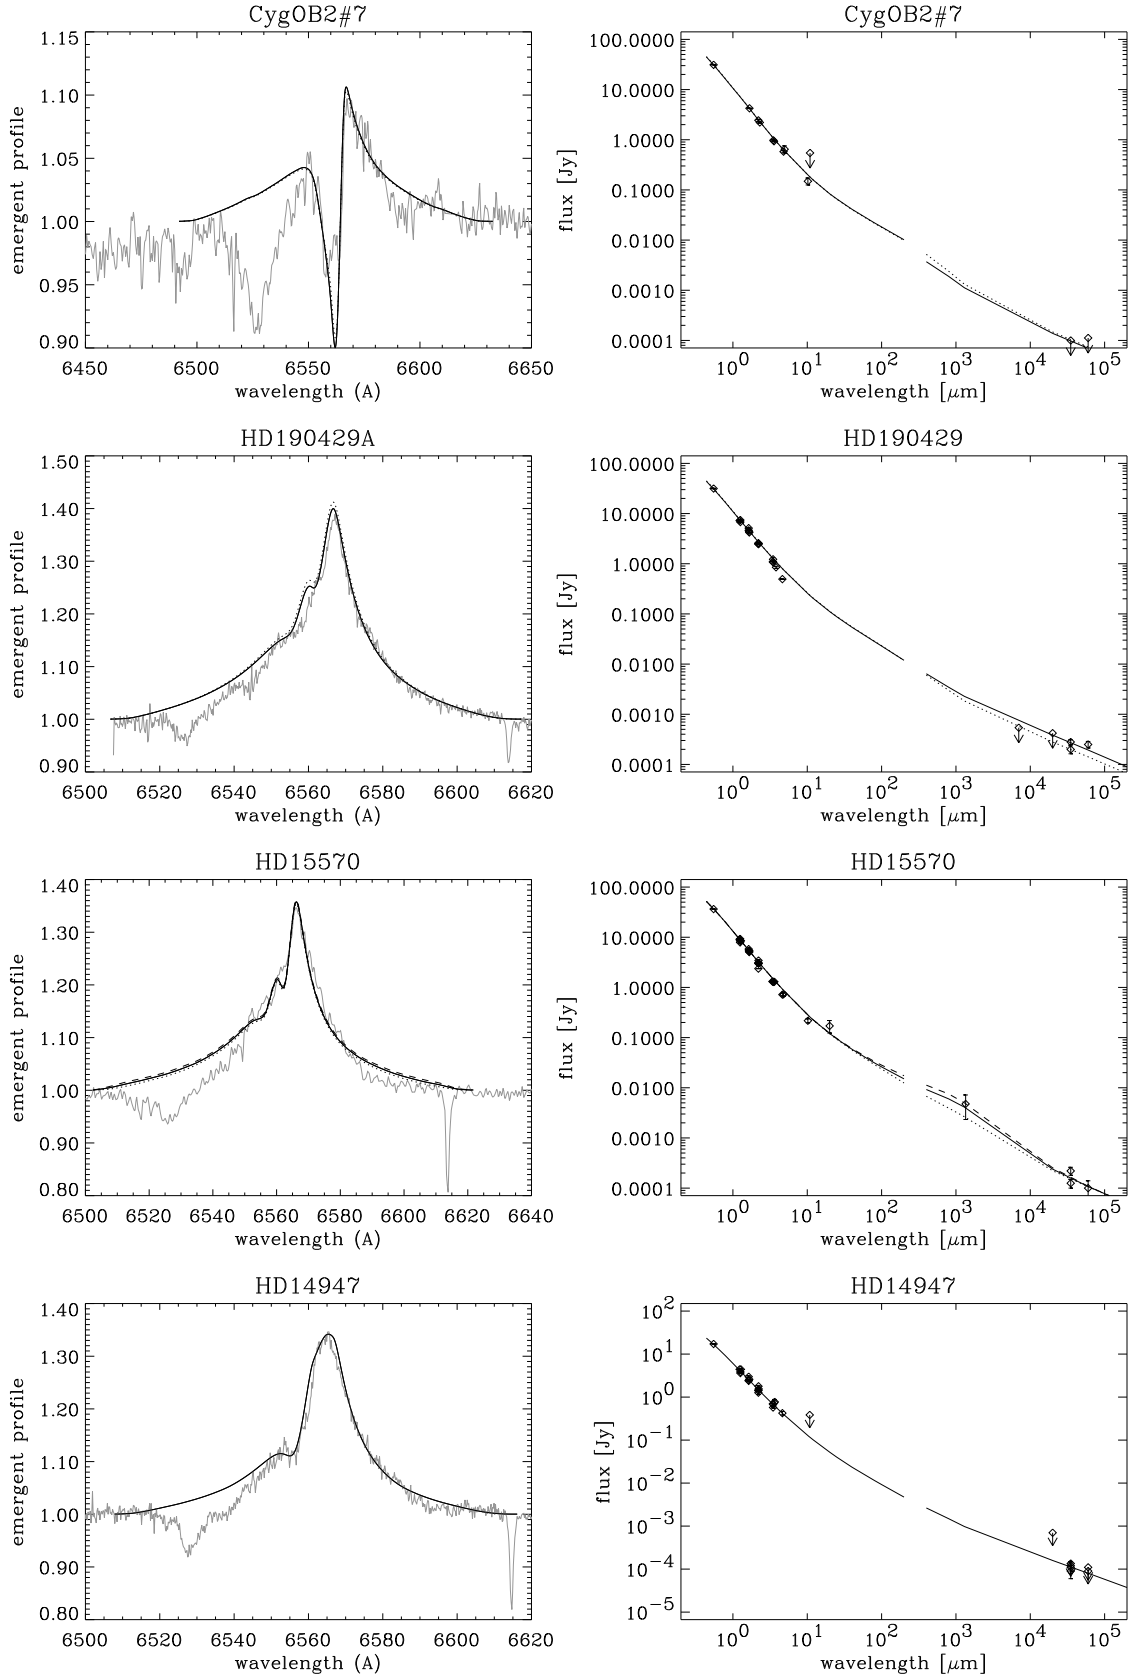 CygOB2#7
1.15
1.10
1.05
1.00
0.95
0.90
emergent profile
6450 6500 6550 6600 6650
wavelength (A)
CygOB2#7
100.0000
10.0000
1.0000
0.1000
0.0100
0.0010
0.0001
flux [Jy]
10^0 10^1 10^2 10^3 10^4 10^5
wavelength [μm]
HD190429A
1.50
1.40
1.30
1.20
1.10
1.00
0.90
emergent profile
6500 6520 6540 6560 6580 6600 6620
wavelength (A)
HD190429
100.0000
10.0000
1.0000
0.1000
0.0100
0.0010
0.0001
flux [Jy]
10^0 10^1 10^2 10^3 10^4 10^5
wavelength [μm]
HD15570
1.40
1.30
1.20
1.10
1.00
0.90
0.80
emergent profile
6500 6520 6540 6560 6580 6600 6620 6640
wavelength (A)
HD15570
100.0000
10.0000
1.0000
0.1000
0.0100
0.0010
0.0001
flux [Jy]
10^0 10^1 10^2 10^3 10^4 10^5
wavelength [μm]
HD14947
1.40
1.30
1.20
1.10
1.00
0.90
0.80
emergent profile
6500 6520 6540 6560 6580 6600 6620
wavelength (A)
HD14947
10^2
10^1
10^0
10^-1
10^-2
10^-3
10^-4
10^-5
flux [Jy]
10^0 10^1 10^2 10^3 10^4 10^5
wavelength [μm]